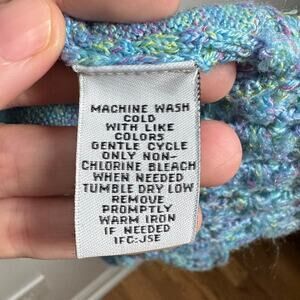 MACHINE WASH
COLD
WITH LIKE
COLORS
GENTLE CYCLE
ONLY NON-
CHLORINE BLEACH
WHEN NEEDED
TUMBLE DRY LOW
REMOVE
PROMPTLY
WARM IRON
IF NEEDED
IFC:JSE